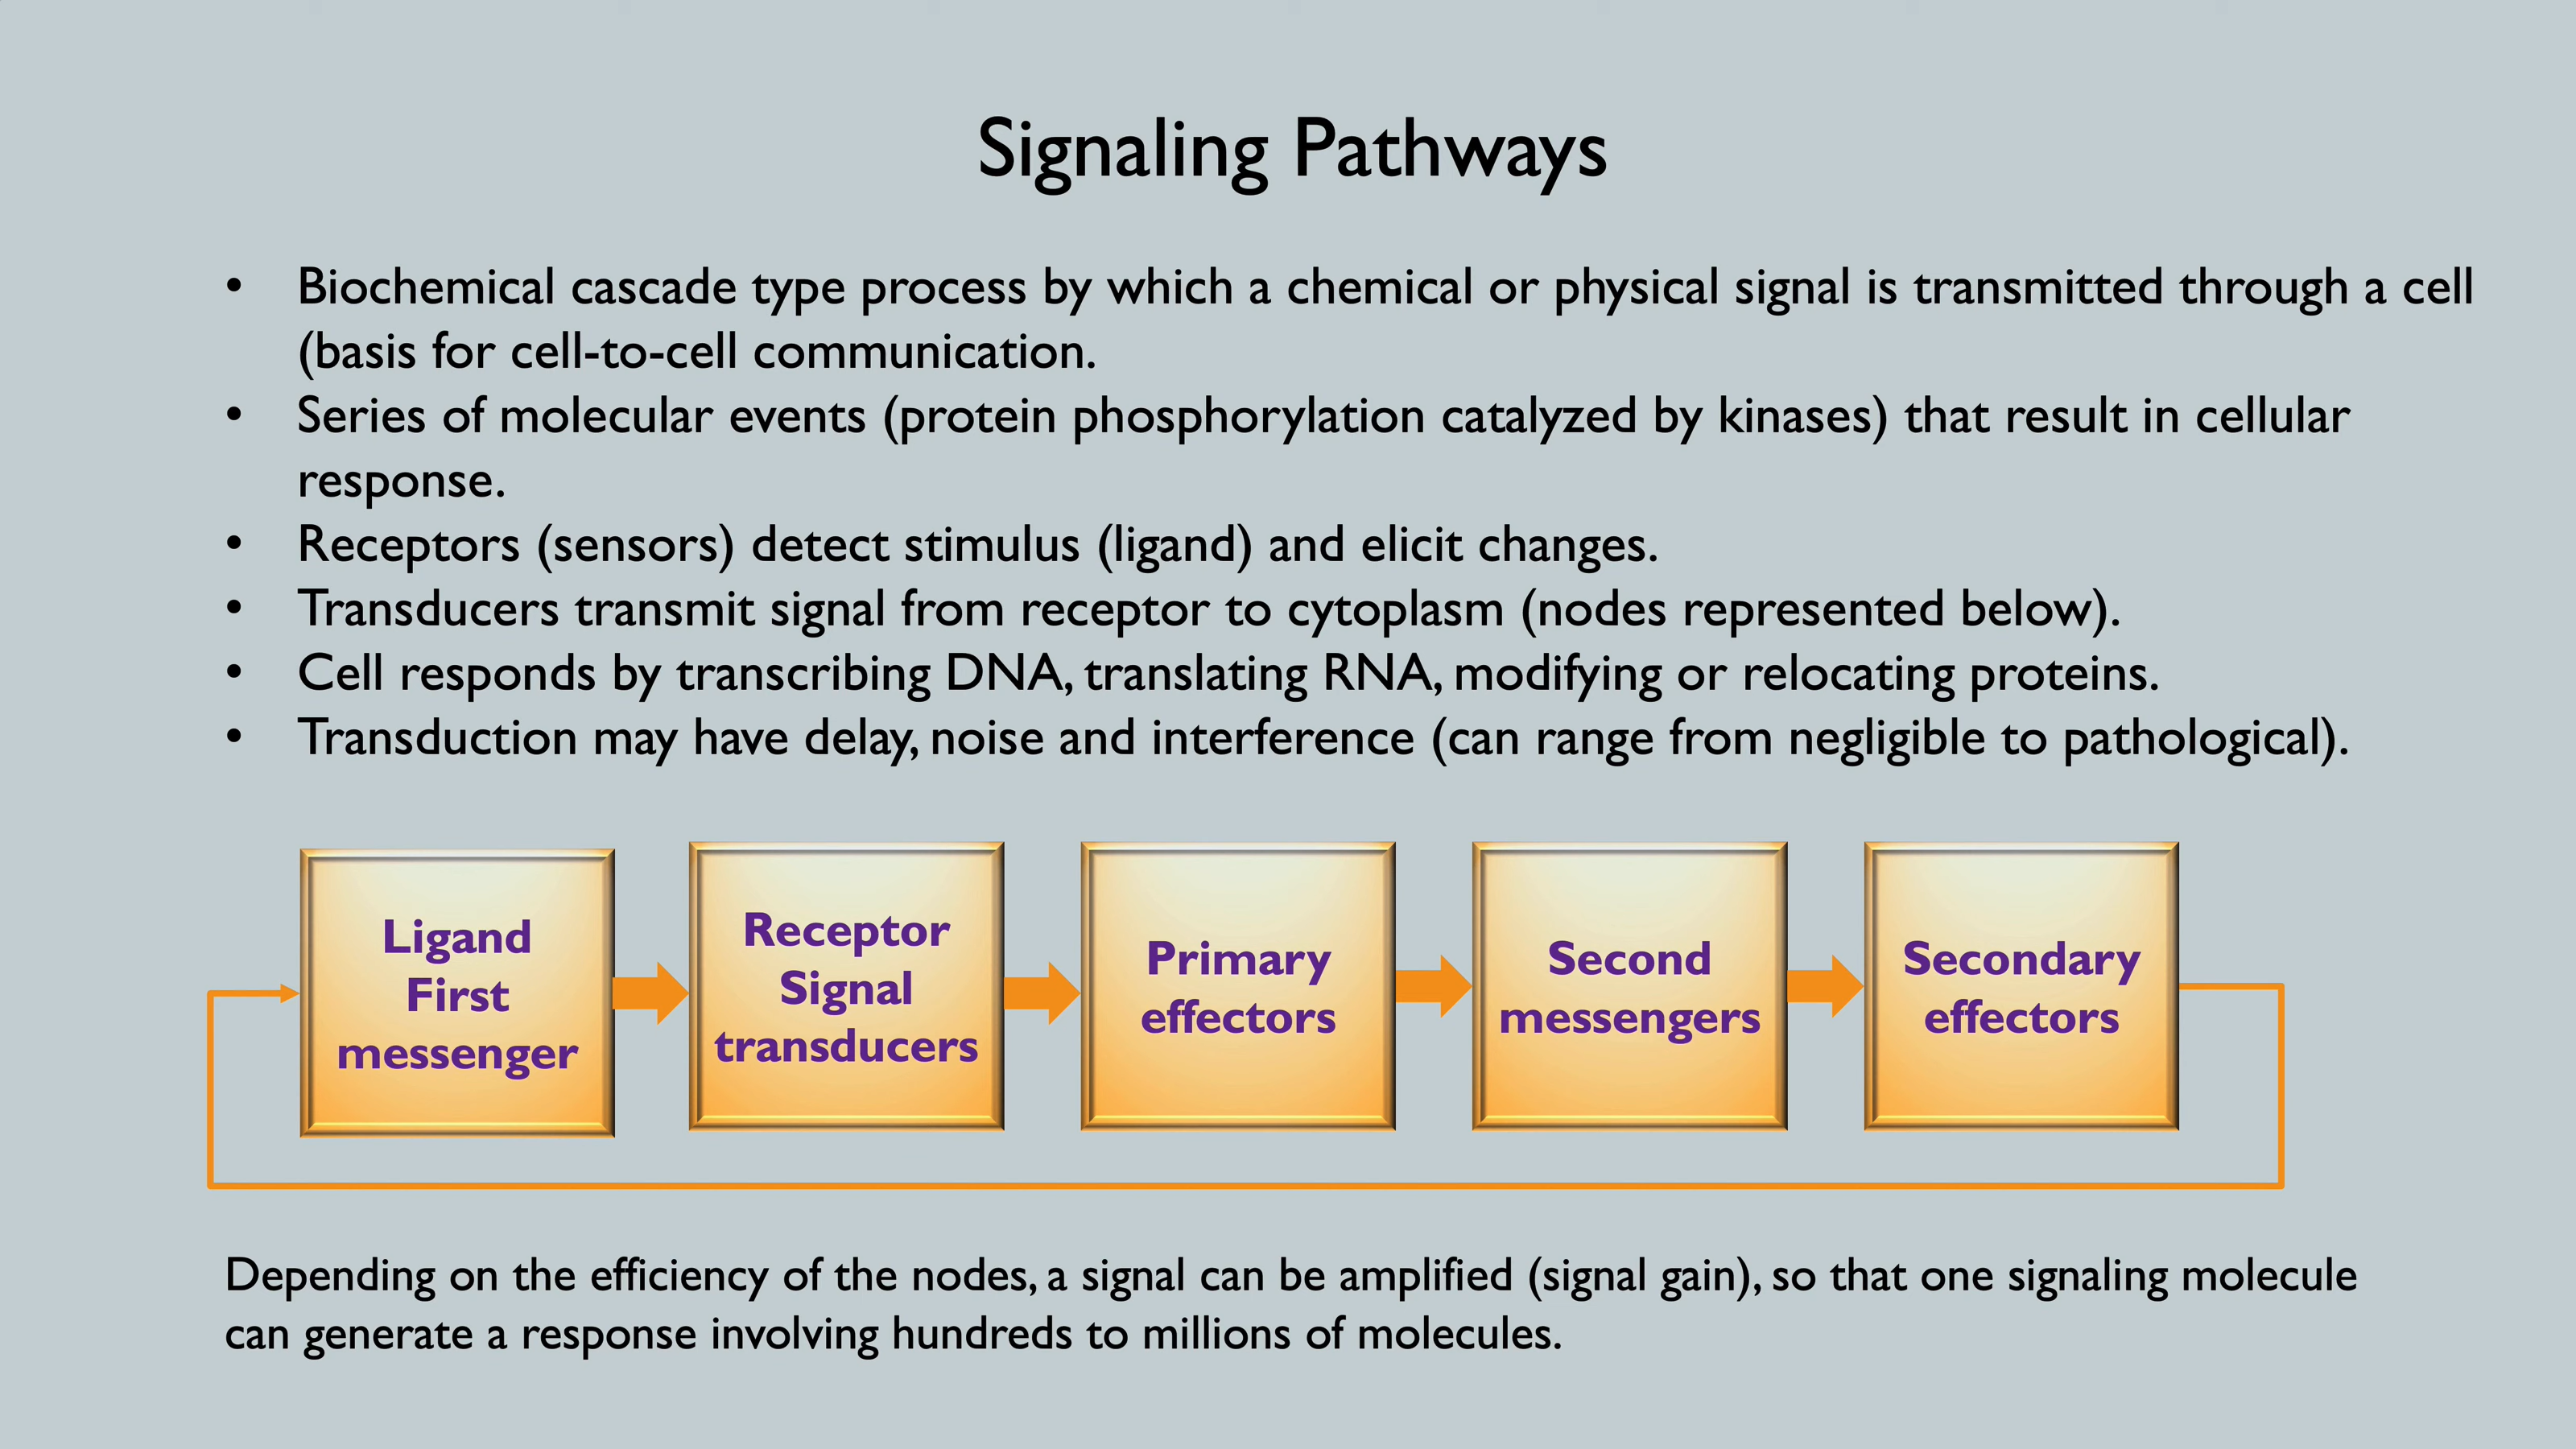 Signaling Pathways
• Biochemical cascade type process by which a chemical or physical signal is transmitted through a cell
(basis for cell-to-cell communication.
• Series of molecular events (protein phosphorylation catalyzed by kinases) that result in cellular
response.
• Receptors (sensors) detect stimulus (ligand) and elicit changes.
• Transducers transmit signal from receptor to cytoplasm (nodes represented below).
• Cell responds by transcribing DNA, translating RNA, modifying or relocating proteins.
• Transduction may have delay, noise and interference (can range from negligible to pathological).
Ligand
First
messenger
Receptor
Signal
transducers
Primary
effectors
Second
messengers
Secondary
effectors
Depending on the efficiency of the nodes, a signal can be amplified (signal gain), so that one signaling molecule
can generate a response involving hundreds to millions of molecules.